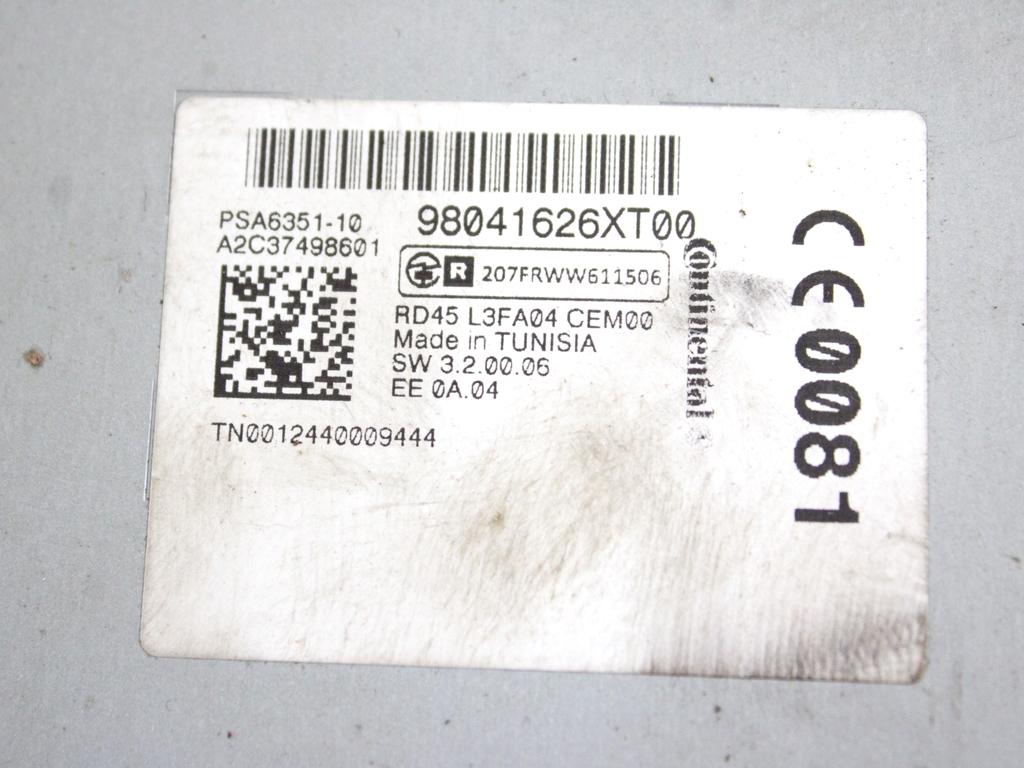 PSA6351-10
98041626XT00
A2C37498601
R 207FRWW611506
RD45 L3FA04 CEM00
Made in TUNISIA
SW 3.2.00.06
EE 0A.04
TN0012440009444
Continental
CE 0081